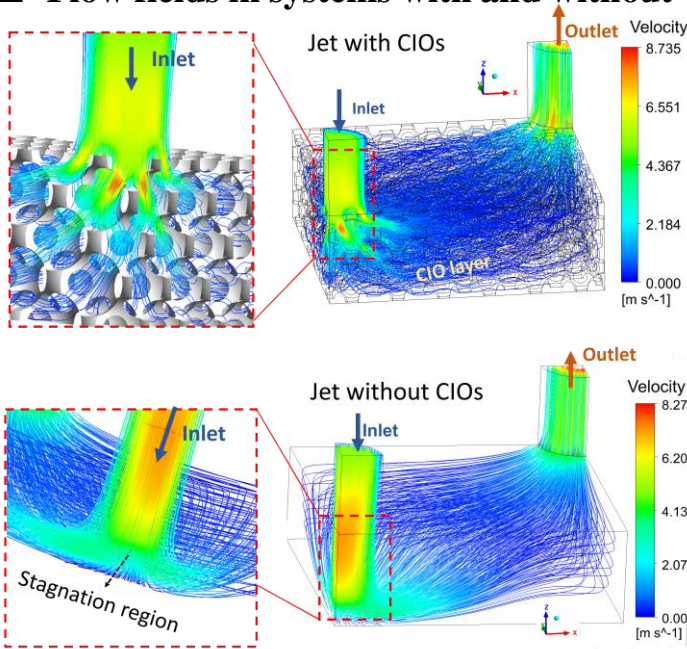 Flow fields in systems with and without
Inlet
Jet with CIOs
Outlet
Velocity
8.735
6.551
4.367
2.184
0.000
[m s^-1]
z
x
Inlet
CIO layer
Inlet
Stagnation region
Jet without CIOs
Outlet
Velocity
8.27
6.20
4.13
2.07
0.00
[m s^-1]
Inlet
z
x